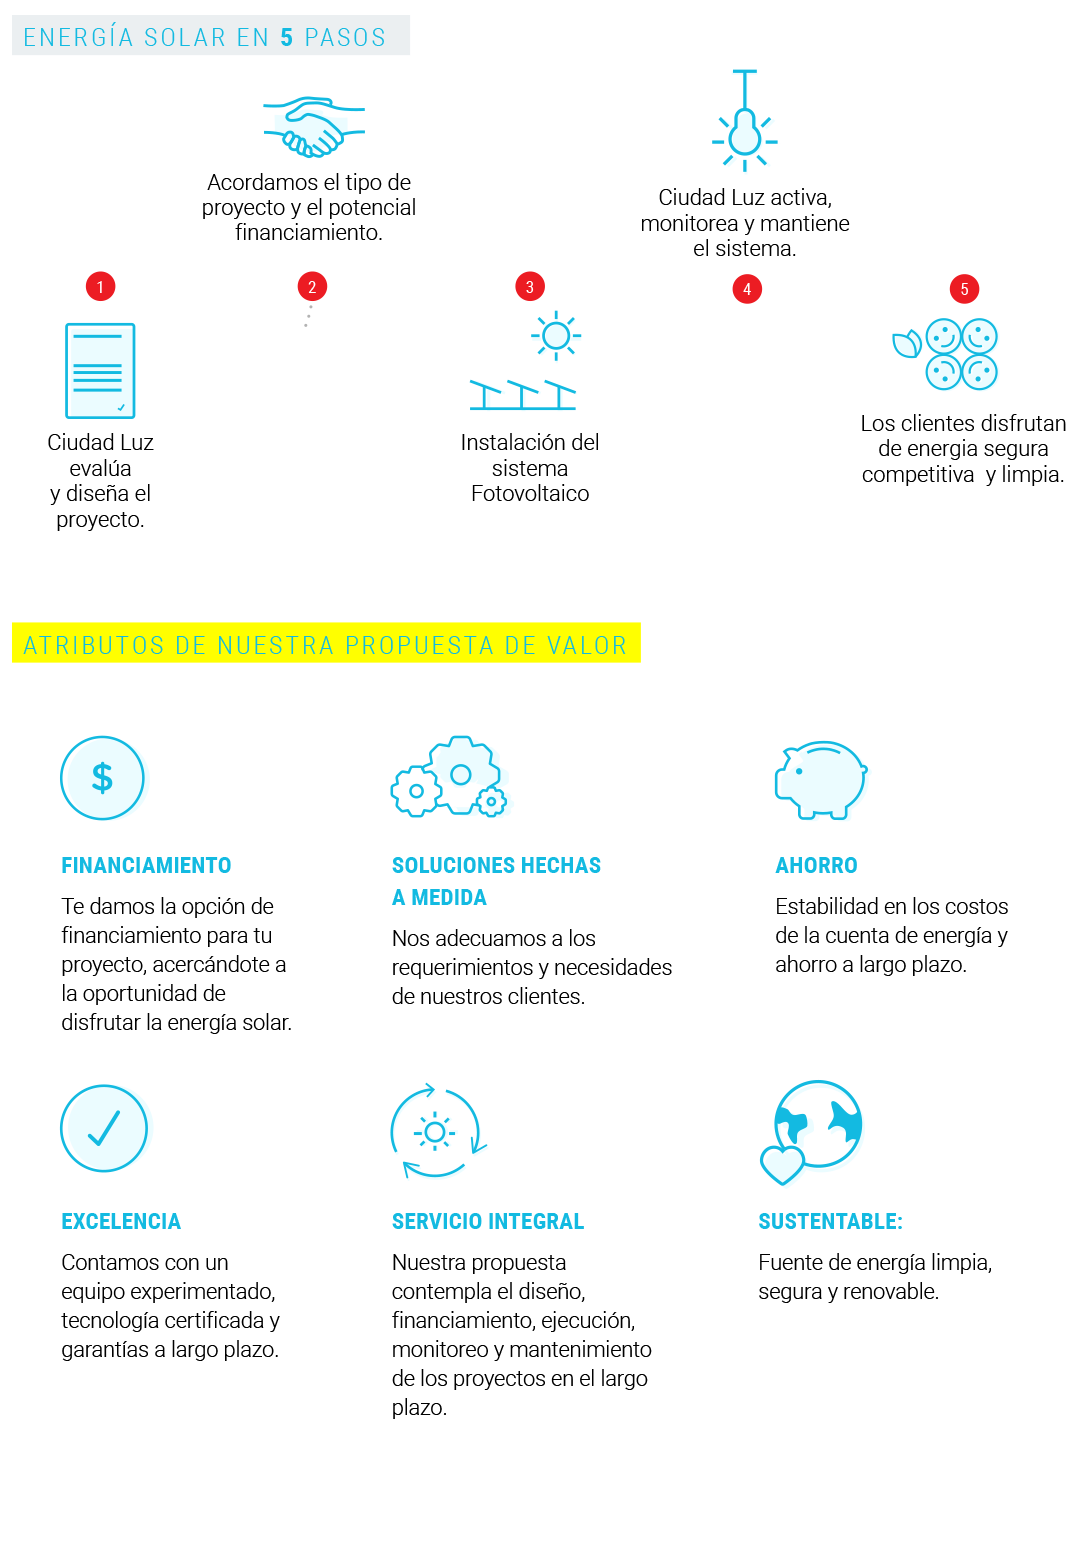 ENERGÍA SOLAR EN 5 PASOS
Acordamos el tipo de
proyecto y el potencial
financiamiento.
Ciudad Luz activa,
monitorea y mantiene
el sistema.
1
2
3
4
5
Ciudad Luz
evalúa
y diseña el
proyecto.
Instalación del
sistema
Fotovoltaico
Los clientes disfrutan
de energia segura
competitiva  y limpia.
ATRIBUTOS DE NUESTRA PROPUESTA DE VALOR
$
FINANCIAMIENTO
Te damos la opción de
financiamiento para tu
proyecto, acercándote a
la oportunidad de
disfrutar la energía solar.
SOLUCIONES HECHAS
A MEDIDA
Nos adecuamos a los
requerimientos y necesidades
de nuestros clientes.
AHORRO
Estabilidad en los costos
de la cuenta de energía y
ahorro a largo plazo.
EXCELENCIA
Contamos con un
equipo experimentado,
tecnología certificada y
garantías a largo plazo.
SERVICIO INTEGRAL
Nuestra propuesta
contempla el diseño,
financiamiento, ejecución,
monitoreo y mantenimiento
de los proyectos en el largo
plazo.
SUSTENTABLE:
Fuente de energía limpia,
segura y renovable.